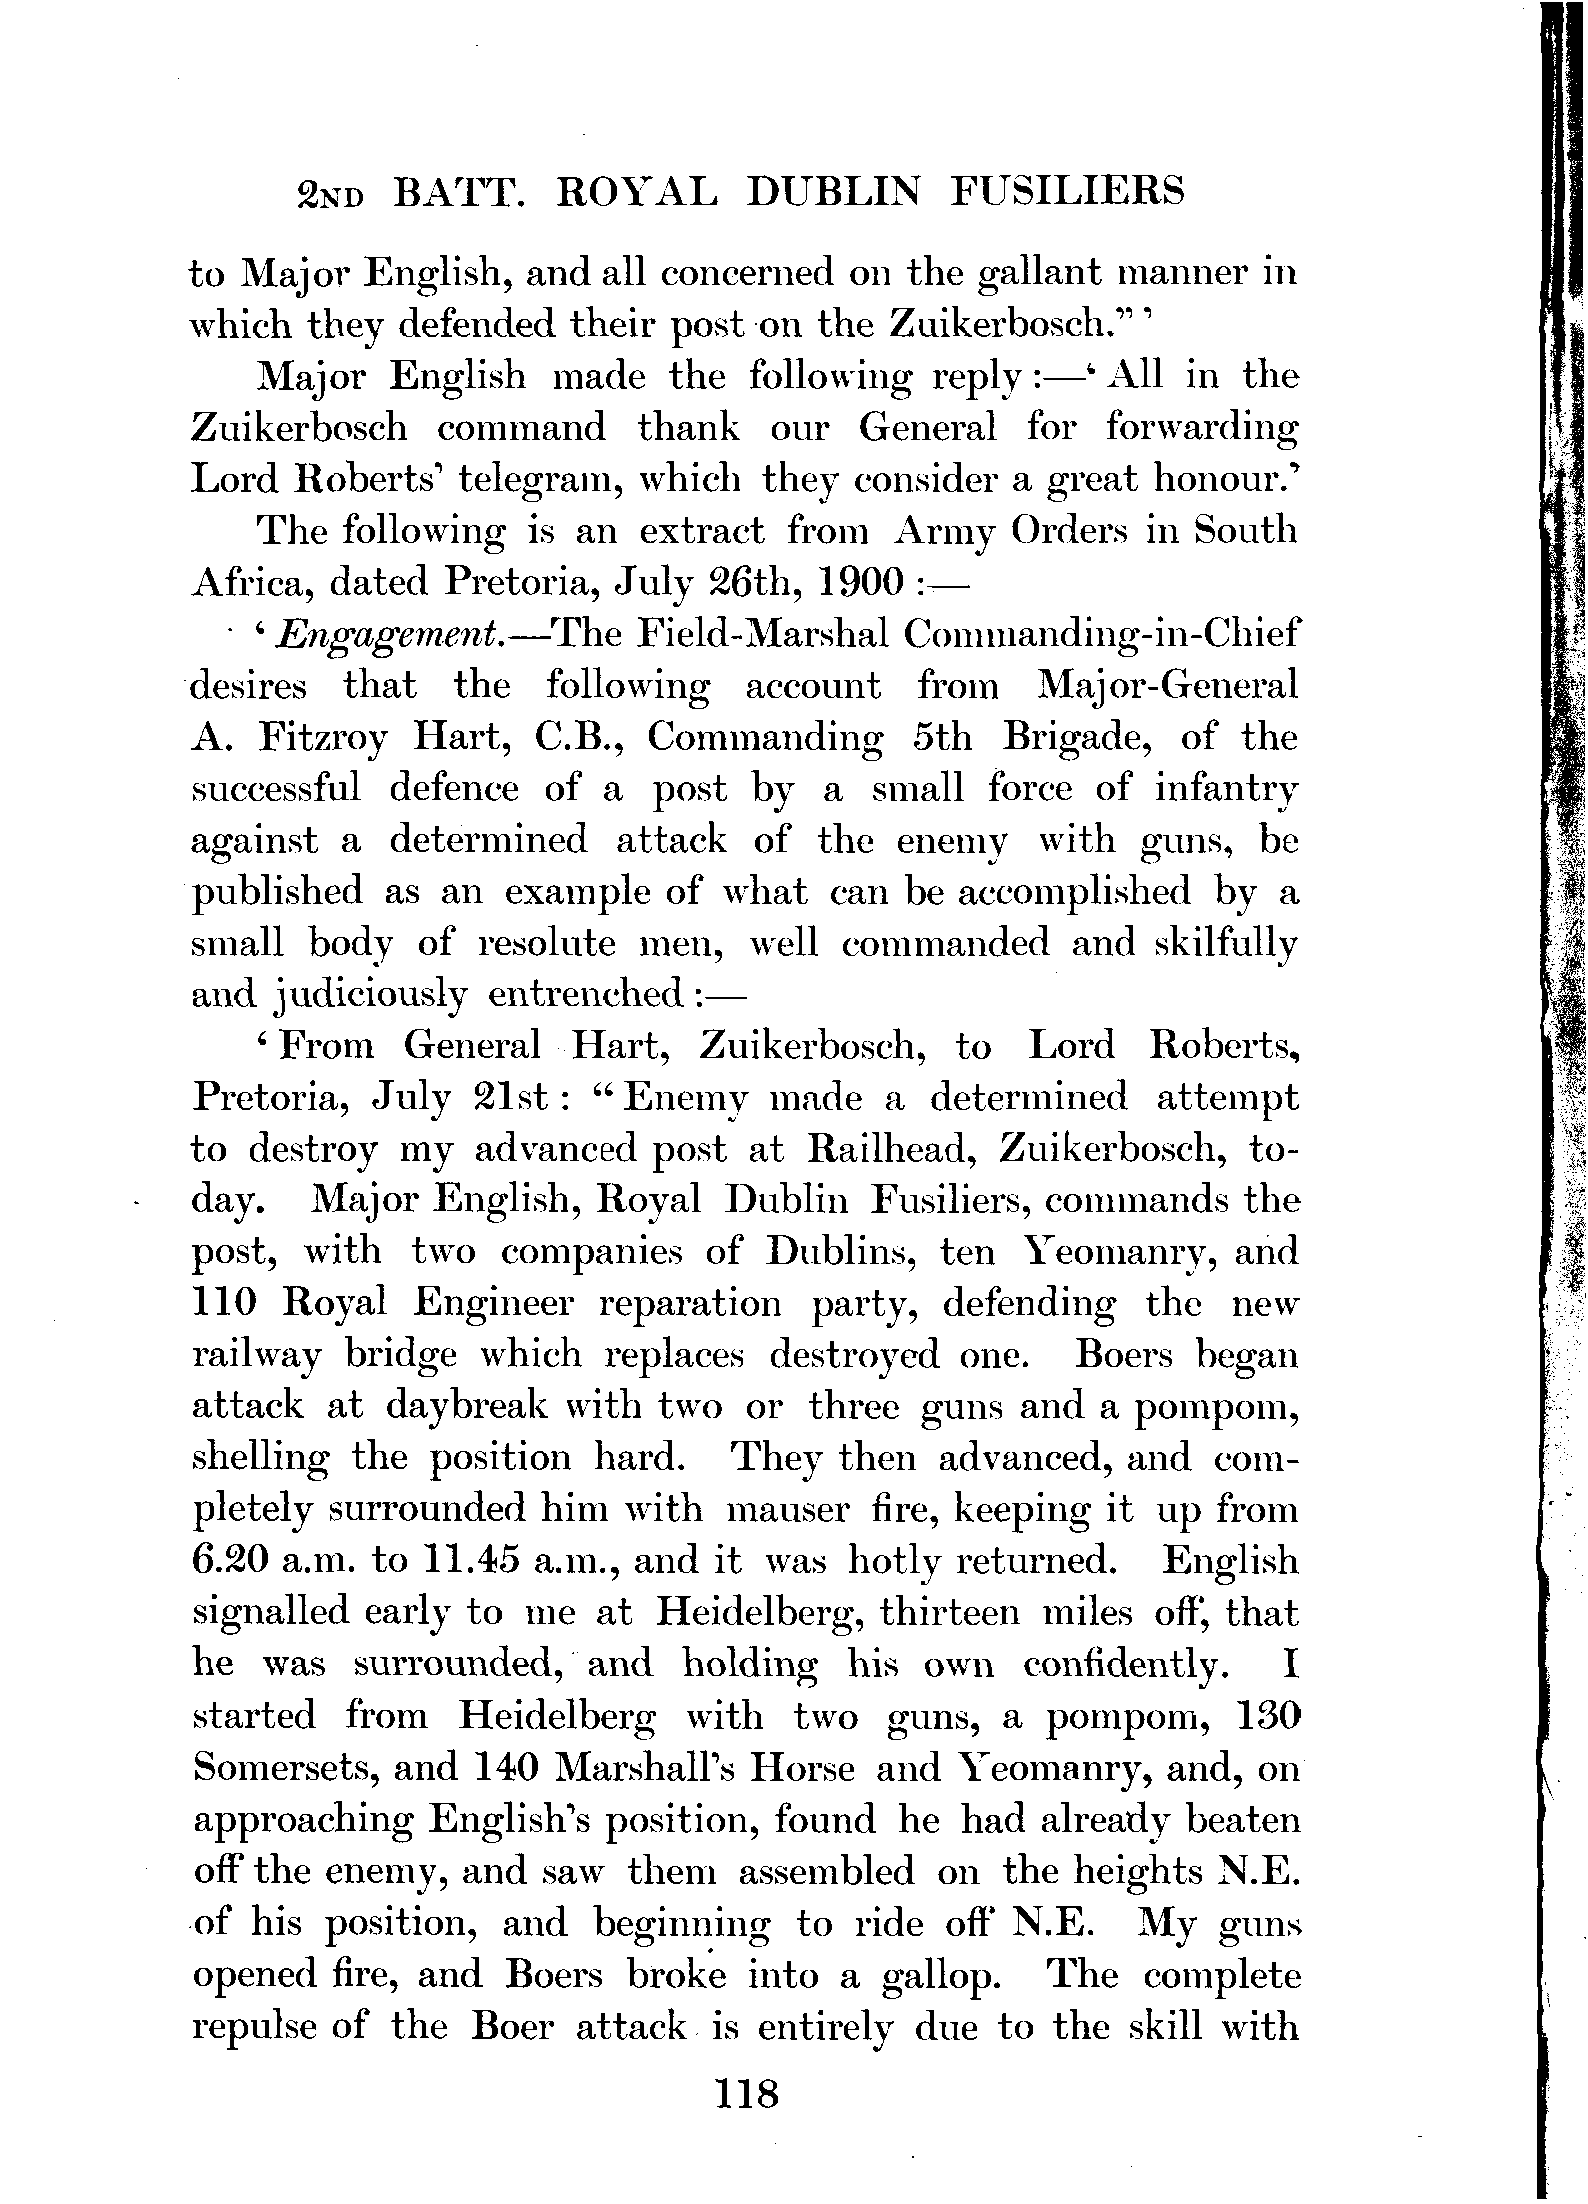 2ND BATT. ROYAL DUBLIN FUSILIERS
to Major English, and all concerned on the gallant manner in
which they defended their post on the Zuikerbosch." '
Major English made the following reply :—' All in the
Zuikerbosch command thank our General for forwarding
Lord Roberts' telegram, which they consider a great honour.'
The following is an extract from Army Orders in South
Africa, dated Pretoria, July 26th, 1900 :—
' Engagement.—The Field-Marshal Commanding-in-Chief
desires that the following account from Major-General
A. Fitzroy Hart, C.B., Commanding 5th Brigade, of the
successful defence of a post by a small force of infantry
against a determined attack of the enemy with guns, be
published as an example of what can be accomplished by a
small body of resolute men, well commanded and skilfully
and judiciously entrenched :—
' From General Hart, Zuikerbosch, to Lord Roberts,
Pretoria, July 21st : " Enemy made a determined attempt
to destroy my advanced post at Railhead, Zuikerbosch, to-
day. Major English, Royal Dublin Fusiliers, commands the
post, with two companies of Dublins, ten Yeomanry, and
110 Royal Engineer reparation party, defending the new
railway bridge which replaces destroyed one. Boers began
attack at daybreak with two or three guns and a pompom,
shelling the position hard. They then advanced, and com-
pletely surrounded him with mauser fire, keeping it up from
6.20 a.m. to 11.45 a.m., and it was hotly returned. English
signalled early to me at Heidelberg, thirteen miles off, that
he was surrounded, and holding his own confidently. I
started from Heidelberg with two guns, a pompom, 130
Somersets, and 140 Marshall's Horse and Yeomanry, and, on
approaching English's position, found he had already beaten
off the enemy, and saw them assembled on the heights N.E.
of his position, and beginning to ride off N.E. My guns
opened fire, and Boers broke into a gallop. The complete
repulse of the Boer attack is entirely due to the skill with
118